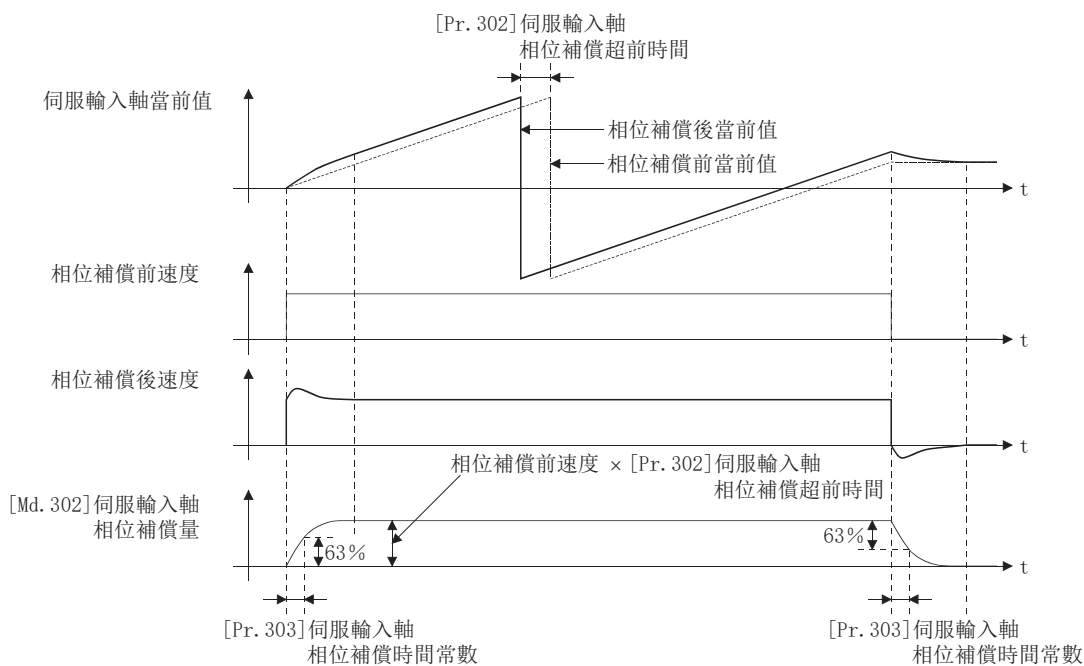 [Pr.302]伺服輸入軸
相位補償超前時間
伺服輸入軸當前值
相位補償後當前值
相位補償前當前值
t
相位補償前速度
t
相位補償後速度
t
相位補償前速度 × [Pr.302]伺服輸入軸
相位補償超前時間
[Md.302]伺服輸入軸
相位補償量
63%
63%
t
[Pr.303]伺服輸入軸
相位補償時間常數
[Pr.303]伺服輸入軸
相位補償時間常數